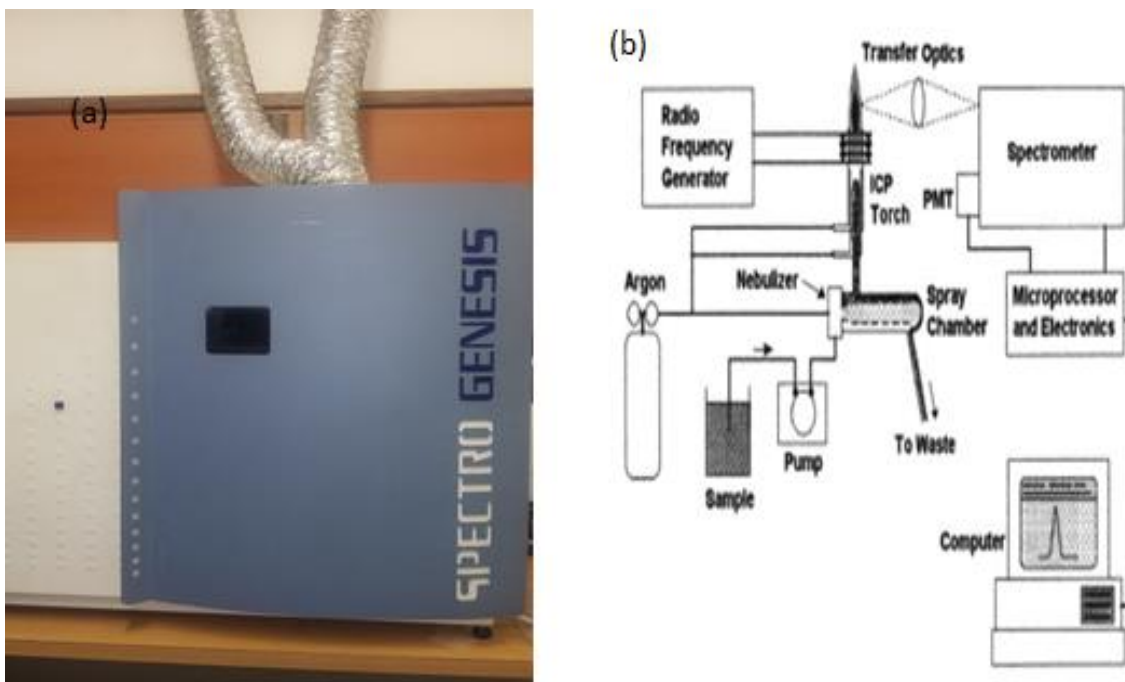 (a)
SPECTRO GENESIS
(b)
Transfer Optics
Radio
Frequency
Generator
Spectrometer
ICP
Torch
PMT
Argon
Nebulizer
Spray
Chamber
Microprocessor
and Electronics
Sample
Pump
To Waste
Computer